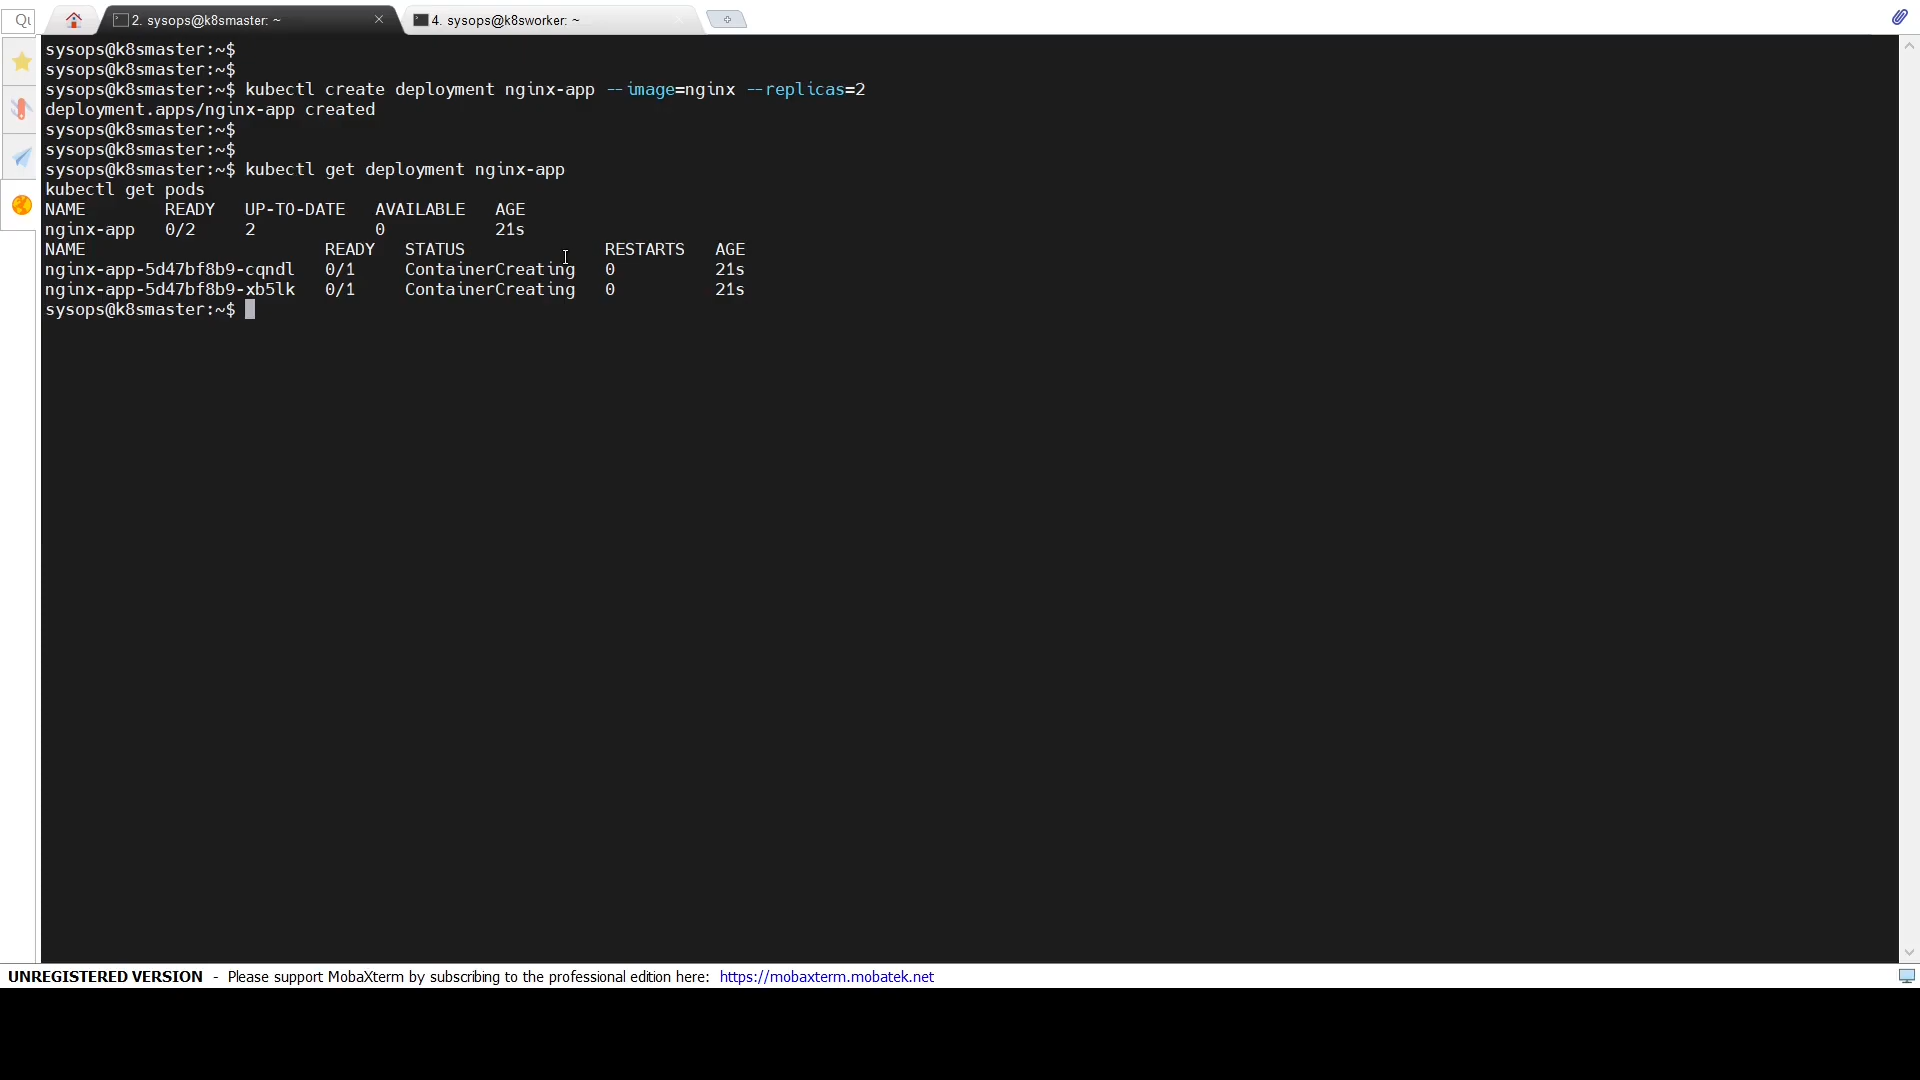 Qu
2. sysops@k8smaster: ~
4. sysops@k8sworker: ~
sysops@k8smaster:~$
sysops@k8smaster:~$
sysops@k8smaster:~$ kubectl create deployment nginx-app --image=nginx --replicas=2
deployment.apps/nginx-app created
sysops@k8smaster:~$
sysops@k8smaster:~$
sysops@k8smaster:~$ kubectl get deployment nginx-app
kubectl get pods
NAME READY UP-TO-DATE AVAILABLE AGE
nginx-app 0/2 2 0 21s
NAME READY STATUS RESTARTS AGE
nginx-app-5d47bf8b9-cqndl 0/1 ContainerCreating 0 21s
nginx-app-5d47bf8b9-xb5lk 0/1 ContainerCreating 0 21s
sysops@k8smaster:~$
UNREGISTERED VERSION - Please support MobaXterm by subscribing to the professional edition here: https://mobaxterm.mobatek.net